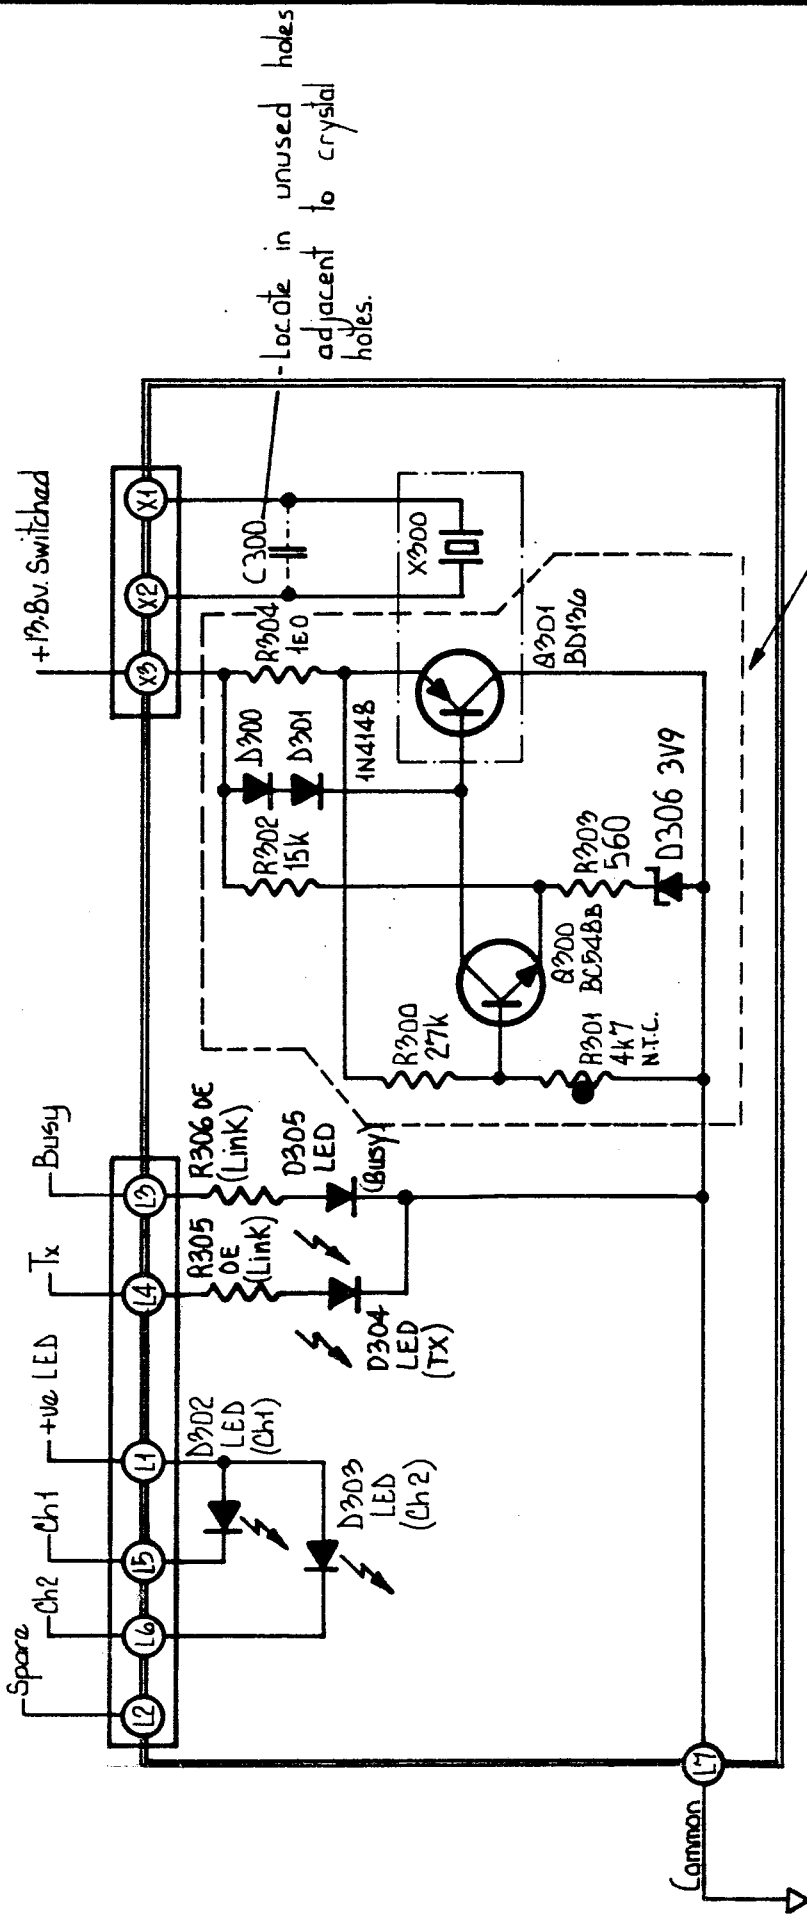 Spare
Ch2
Ch1
+ve LED
Tx
Busy
+13.8v. Switched
L2
L6
L5
L1
L4
L3
X3
X2
X1
D302
LED
(Ch1)
D303
LED
(Ch2)
R305
0E
(Link)
R306 0E
(Link)
D304
LED
(TX)
D305
LED
(Busy)
R300
27k
R301
4k7
N.T.C.
R302
15k
D300
D301
1N4148
R304
1E0
C300
-Locate in unused holes
adjacent to crystal
holes.
X300
Q301
BD136
Q300
BC548B
R303
560
D306 3V9
Common
L7